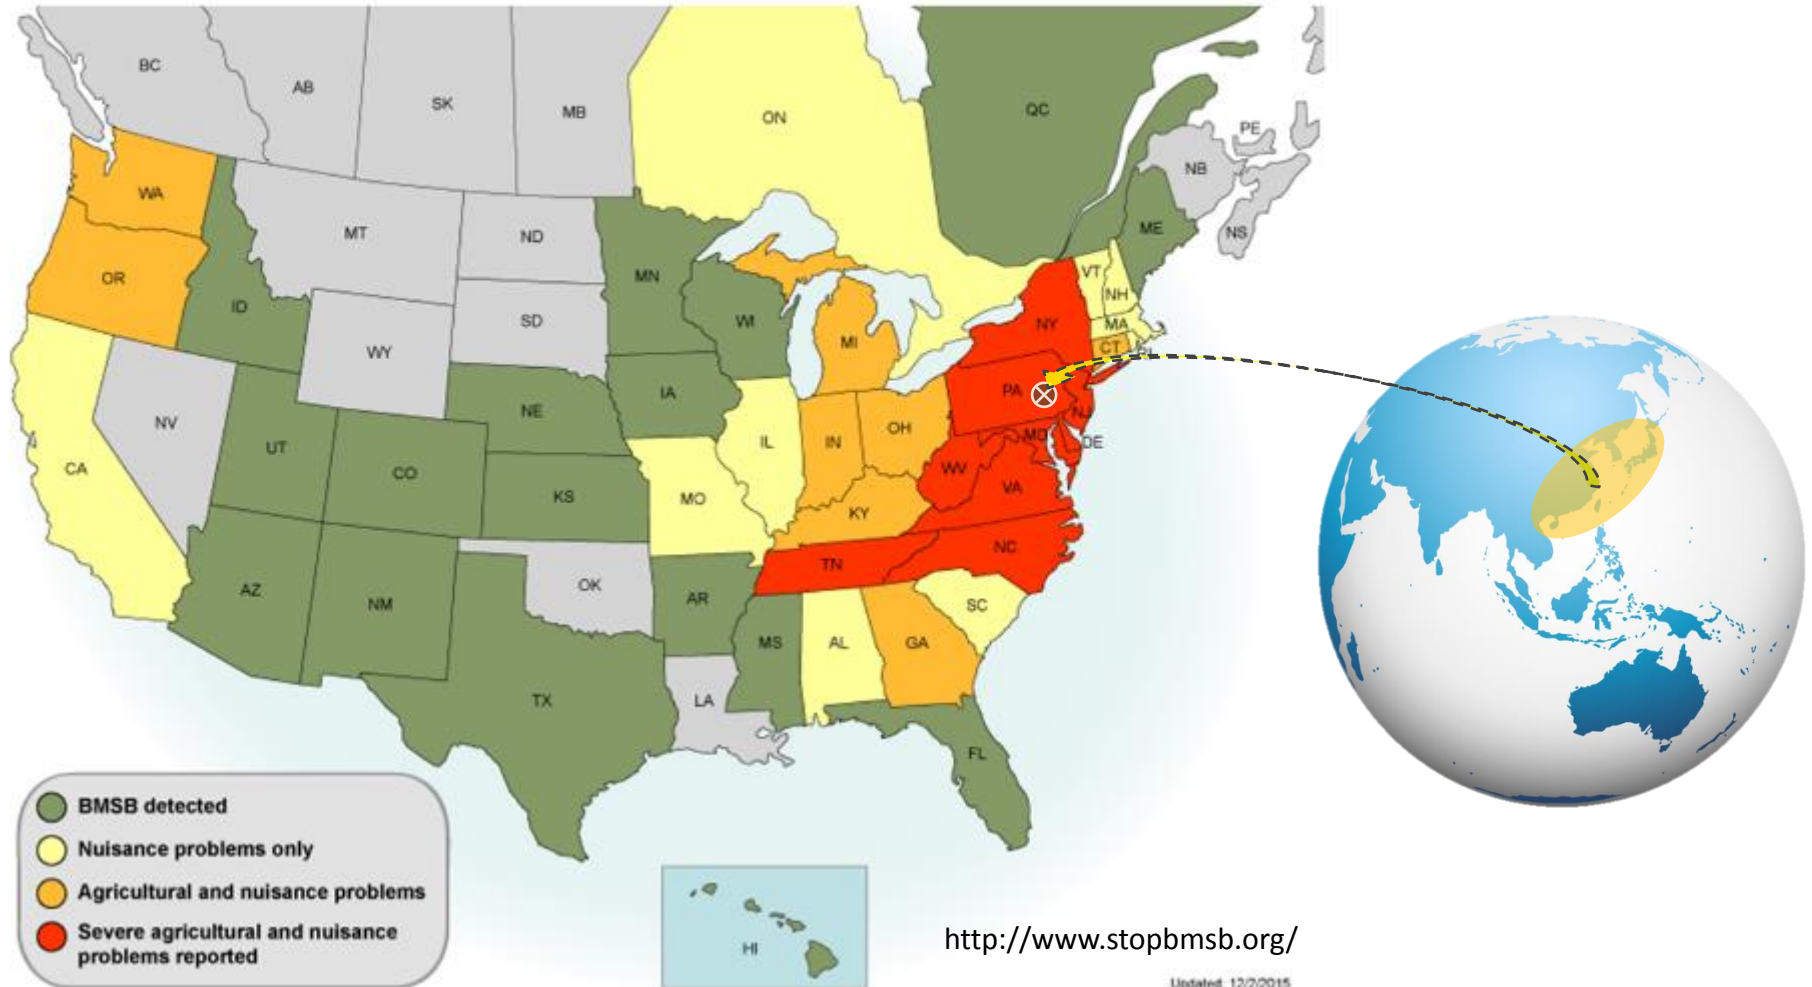 BC
AB
SK
MB
ON
QC
PE
NB
NS
ME
WA
MT
ND
MN
OR
ID
SD
WI
VT
NH
NY
MA
WY
MI
CT
RI
PA
IA
NE
NV
UT
CO
CA
IL
IN
OH
NJ
MD
DE
WV
VA
KS
MO
KY
NC
TN
AZ
NM
OK
AR
SC
MS
AL
GA
TX
LA
FL
BMSB detected
Nuisance problems only
Agricultural and nuisance problems
Severe agricultural and nuisance
problems reported
HI
http://www.stopbmsb.org/
Updated: 12/2/2015